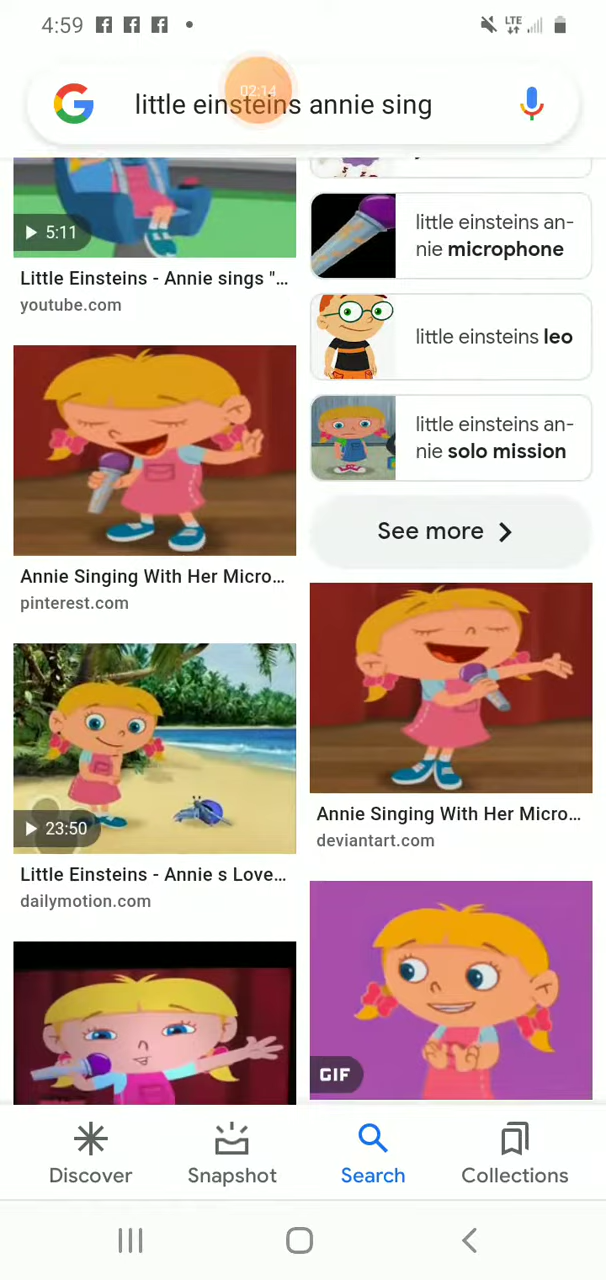 4:59
LTE
little einsteins annie sing
02:14
5:11
Little Einsteins - Annie sings "...
youtube.com
Annie Singing With Her Micro...
pinterest.com
23:50
Little Einsteins - Annie s Love...
dailymotion.com
little einsteins an-
nie microphone
little einsteins leo
little einsteins an-
nie solo mission
See more
Annie Singing With Her Micro...
deviantart.com
GIF
Discover
Snapshot
Search
Collections